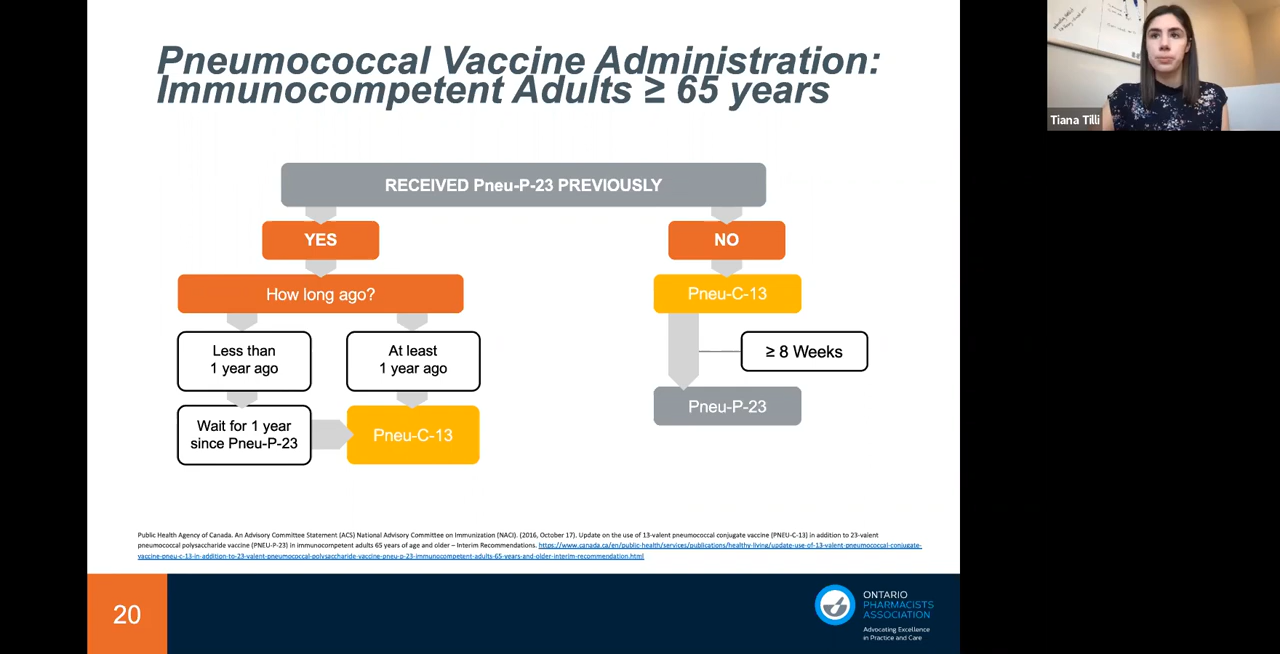 Pneumococcal Vaccine Administration:
Immunocompetent Adults ≥ 65 years
Tiana Tilli
RECEIVED Pneu-P-23 PREVIOUSLY
YES
NO
How long ago?
Pneu-C-13
Less than
1 year ago
At least
1 year ago
≥ 8 Weeks
Wait for 1 year
since Pneu-P-23
Pneu-C-13
Pneu-P-23
Public Health Agency of Canada. An Advisory Committee Statement (ACS) National Advisory Committee on Immunization (NACI). (2016, October 17). Update on the use of 13-valent pneumococcal conjugate vaccine (PNEU-C-13) in addition to 23-valent
pneumococcal polysaccharide vaccine (PNEU-P-23) in immunocompetent adults 65 years of age and older – Interim Recommendations. https://www.canada.ca/en/public-health/services/publications/healthy-living/update-use-of-13-valent-pneumococcal-conjugate-
vaccine-pneu-c-13-in-addition-to-23-valent-pneumococcal-polysaccharide-vaccine-pneu-p-23-immunocompetent-adults-65-years-and-older-interim-recommendation.html
20
ONTARIO
PHARMACISTS
ASSOCIATION
Advocating Excellence
in Practice and Care